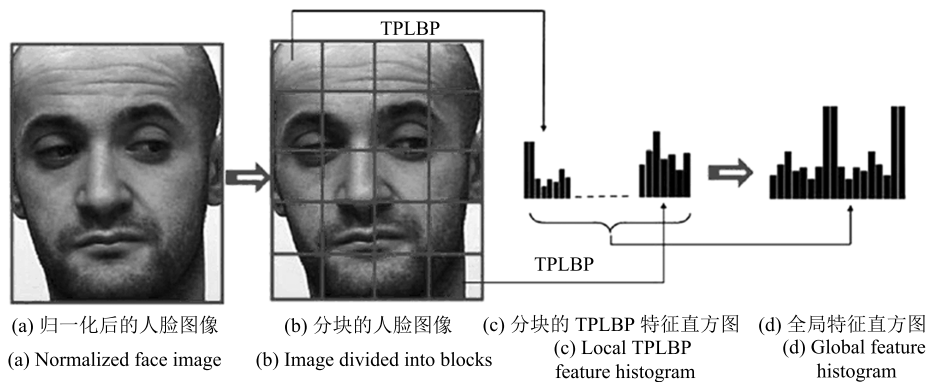 TPLBP
TPLBP
(a) 归一化后的人脸图像
(b) 分块的人脸图像
(c) 分块的 TPLBP 特征直方图
(d) 全局特征直方图
(a) Normalized face image
(b) Image divided into blocks
(c) Local TPLBP
feature histogram
(d) Global feature
histogram